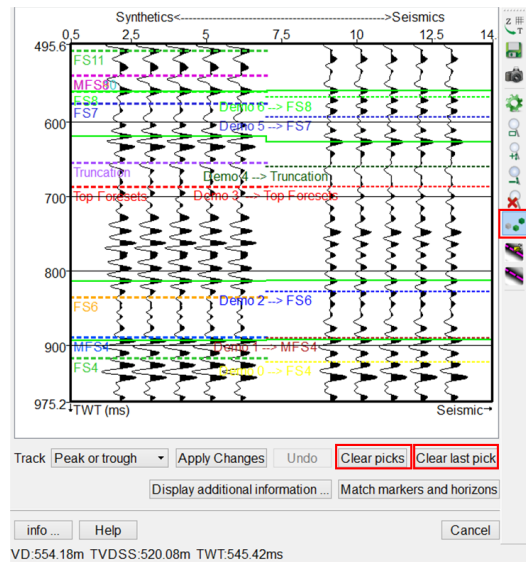 Synthetics<------------------------------------------>Seismics
0.5 2.5 5 7.5 10 12.5 14.
495.6
FS11
MFS8
FS8
Demo 6 --> FS8
FS7
Demo 5 --> FS7
600
Truncation
Demo 4 --> Truncation
700
Top Foresets
Demo 3 --> Top Foresets
800
FS6
Demo 2 --> FS6
900
MFS4
Demo 1 --> MFS4
FS4
Demo 0 --> FS4
975.2
TWT (ms) Seismic
Track Peak or trough Apply Changes Undo Clear picks Clear last pick
Display additional information ... Match markers and horizons
info ... Help Cancel
VD:554.18m TVDSS:520.08m TWT:545.42ms